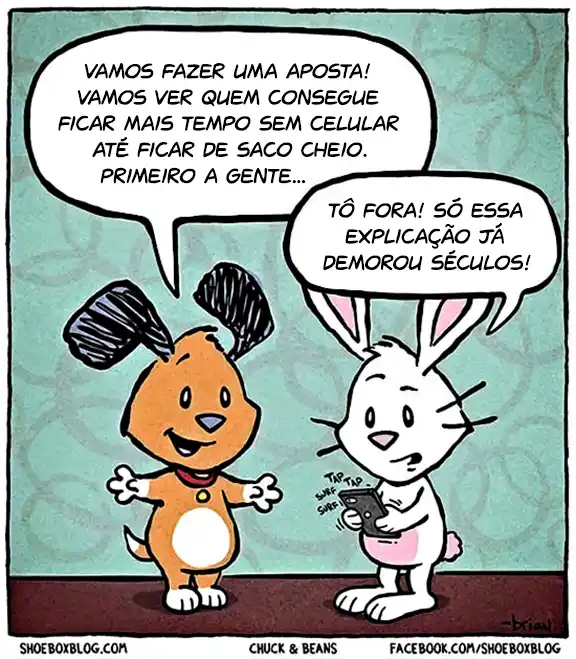 VAMOS FAZER UMA APOSTA!
VAMOS VER QUEM CONSEGUE
FICAR MAIS TEMPO SEM CELULAR
ATÉ FICAR DE SACO CHEIO.
PRIMEIRO A GENTE...
TÔ FORA! SÓ ESSA
EXPLICAÇÃO JÁ
DEMOROU SÉCULOS!
TAP TAP
SURF
SURF
-brian
SHOEBOXBLOG.COM
CHUCK & BEANS
FACEBOOK.COM/SHOEBOXBLOG